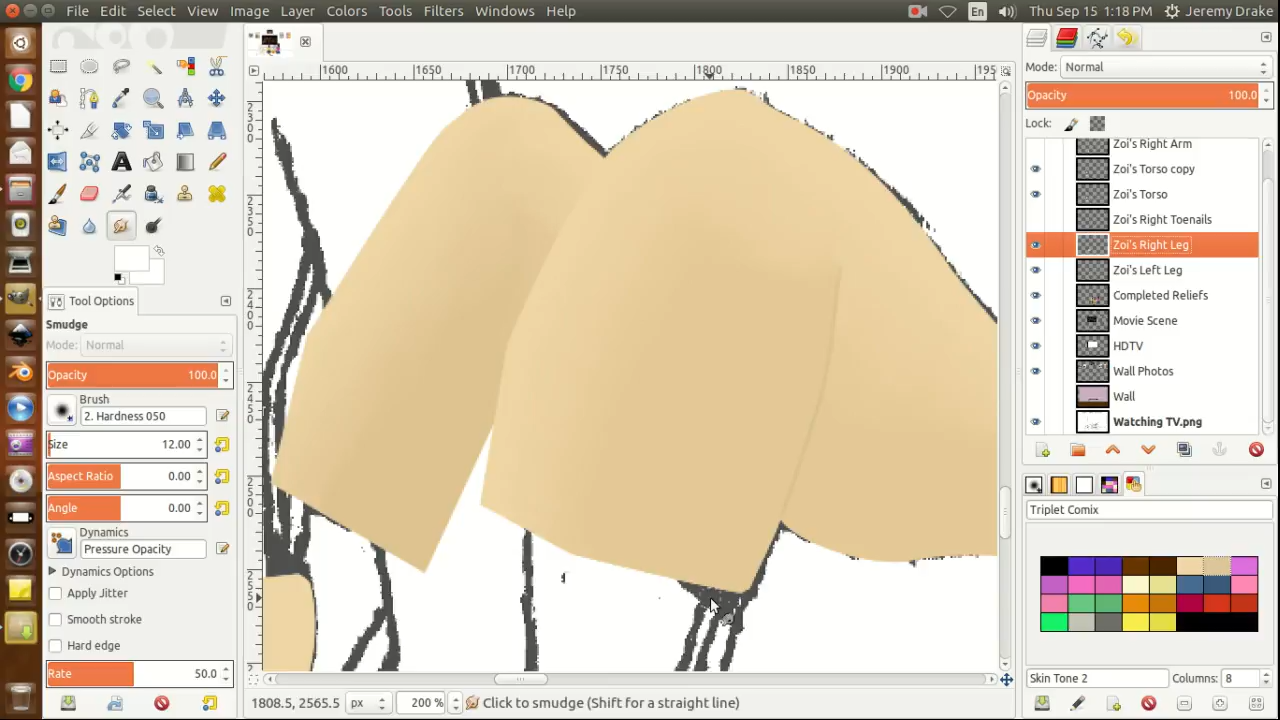 File Edit Select View Image Layer Colors Tools Filters Windows Help
En Thu Sep 15 1:18 PM Jeremy Drake
1600 1650 1700 1750 1800 1850 1900 195
Tool Options
Smudge
Mode: Normal
Opacity 100.0
Brush
2. Hardness 050
Size 12.00
Aspect Ratio 0.00
Angle 0.00
Dynamics
Pressure Opacity
Dynamics Options
Apply Jitter
Smooth stroke
Hard edge
Rate 50.0
Mode: Normal
Opacity 100.0
Lock:
Zoi's Right Arm
Zoi's Torso copy
Zoi's Torso
Zoi's Right Toenails
Zoi's Right Leg
Zoi's Left Leg
Completed Reliefs
Movie Scene
HDTV
Wall Photos
Wall
Watching TV.png
Triplet Comix
Skin Tone 2 Columns: 8
1808.5, 2565.5 px 200 % Click to smudge (Shift for a straight line)